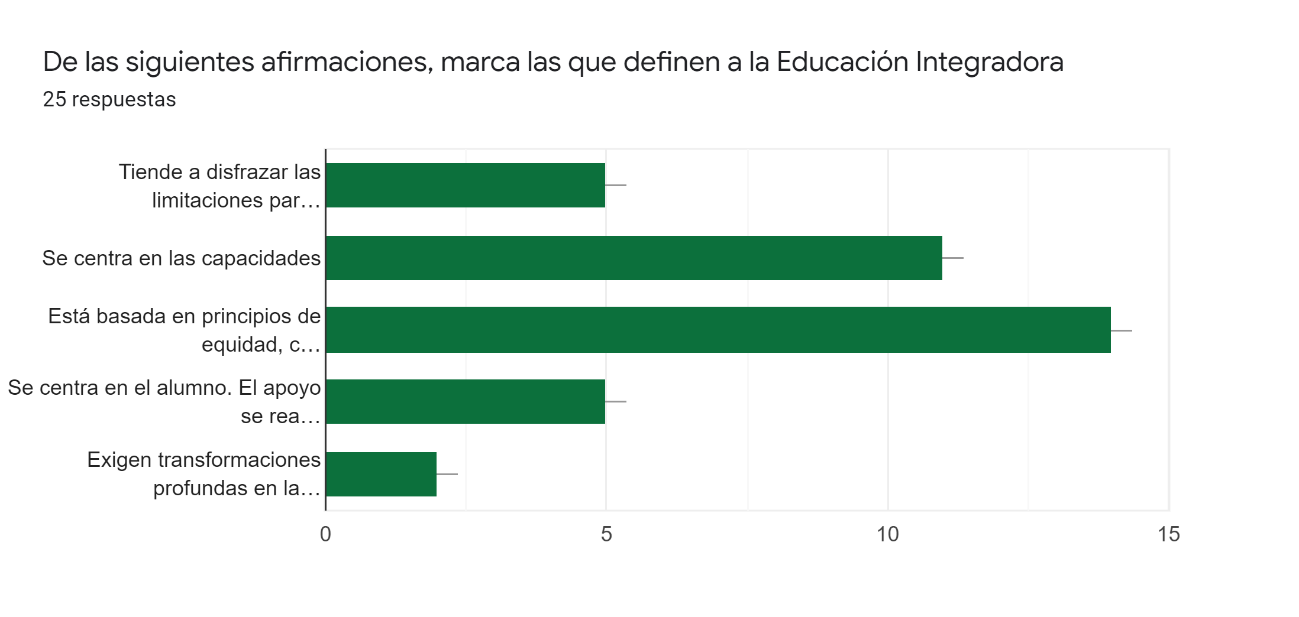 De las siguientes afirmaciones, marca las que definen a la Educación Integradora
25 respuestas
Tiende a disfrazar las
limitaciones par…
Se centra en las capacidades
Está basada en principios de
equidad, c…
Se centra en el alumno. El apoyo
se rea…
Exigen transformaciones
profundas en la…
0 5 10 15